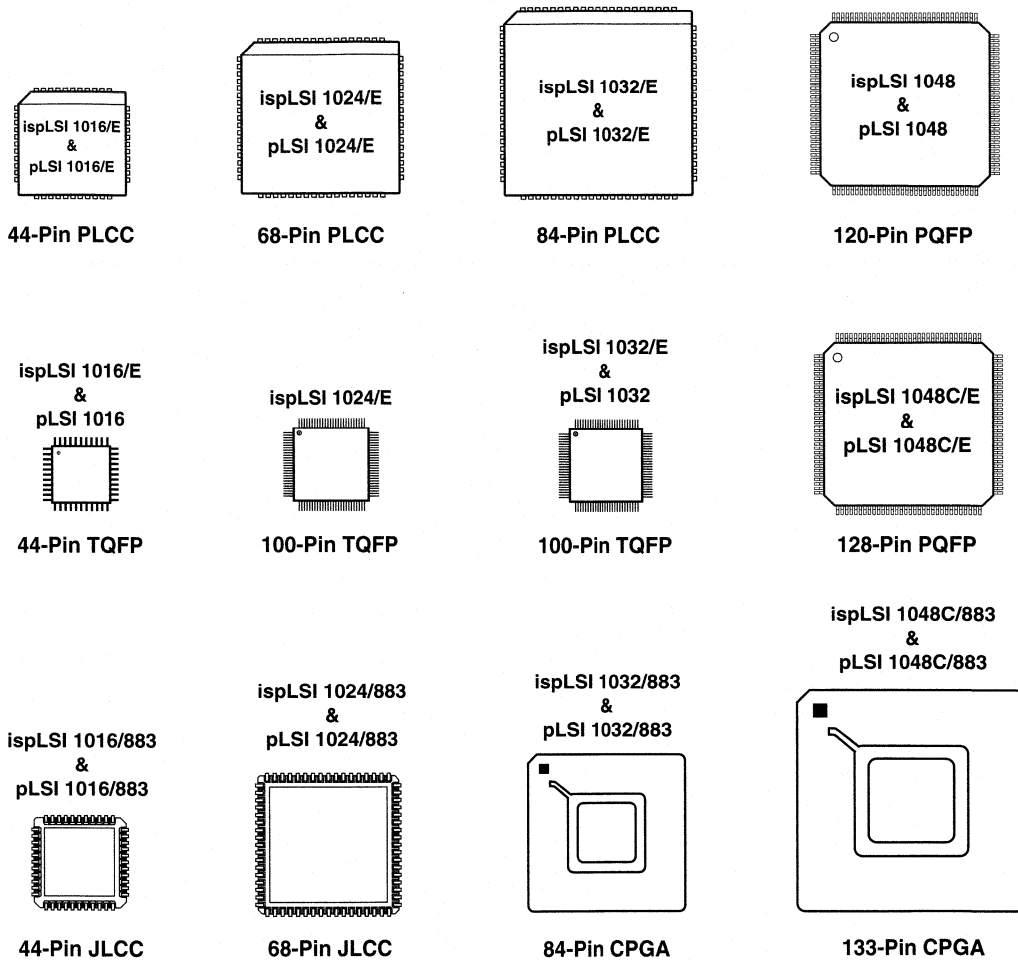 ispLSI 1016/E
&
pLSI 1016/E
44-Pin PLCC
ispLSI 1024/E
&
pLSI 1024/E
68-Pin PLCC
ispLSI 1032/E
&
pLSI 1032/E
84-Pin PLCC
ispLSI 1048
&
pLSI 1048
120-Pin PQFP
ispLSI 1016/E
&
pLSI 1016
44-Pin TQFP
ispLSI 1024/E
100-Pin TQFP
ispLSI 1032/E
&
pLSI 1032
100-Pin TQFP
ispLSI 1048C/E
&
pLSI 1048C/E
128-Pin PQFP
ispLSI 1016/883
&
pLSI 1016/883
44-Pin JLCC
ispLSI 1024/883
&
pLSI 1024/883
68-Pin JLCC
ispLSI 1032/883
&
pLSI 1032/883
84-Pin CPGA
ispLSI 1048C/883
&
pLSI 1048C/883
133-Pin CPGA